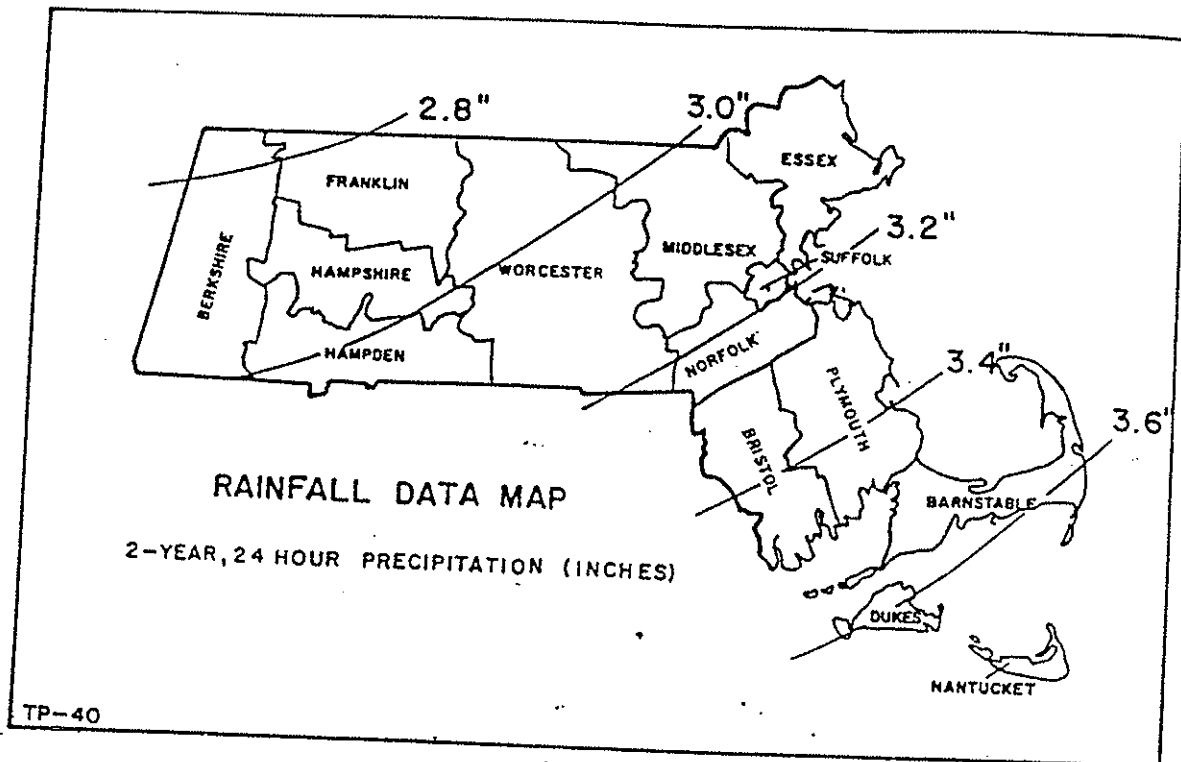 2.8"
3.0"
ESSEX
FRANKLIN
3.2"
MIDDLESEX
SUFFOLK
BERKSHIRE
HAMPSHIRE
WORCESTER
HAMPDEN
NORFOLK
3.4"
PLYMOUTH
3.6'
BRISTOL
RAINFALL DATA MAP
BARNSTABLE
2-YEAR, 24 HOUR PRECIPITATION (INCHES)
DUKES
NANTUCKET
TP-40